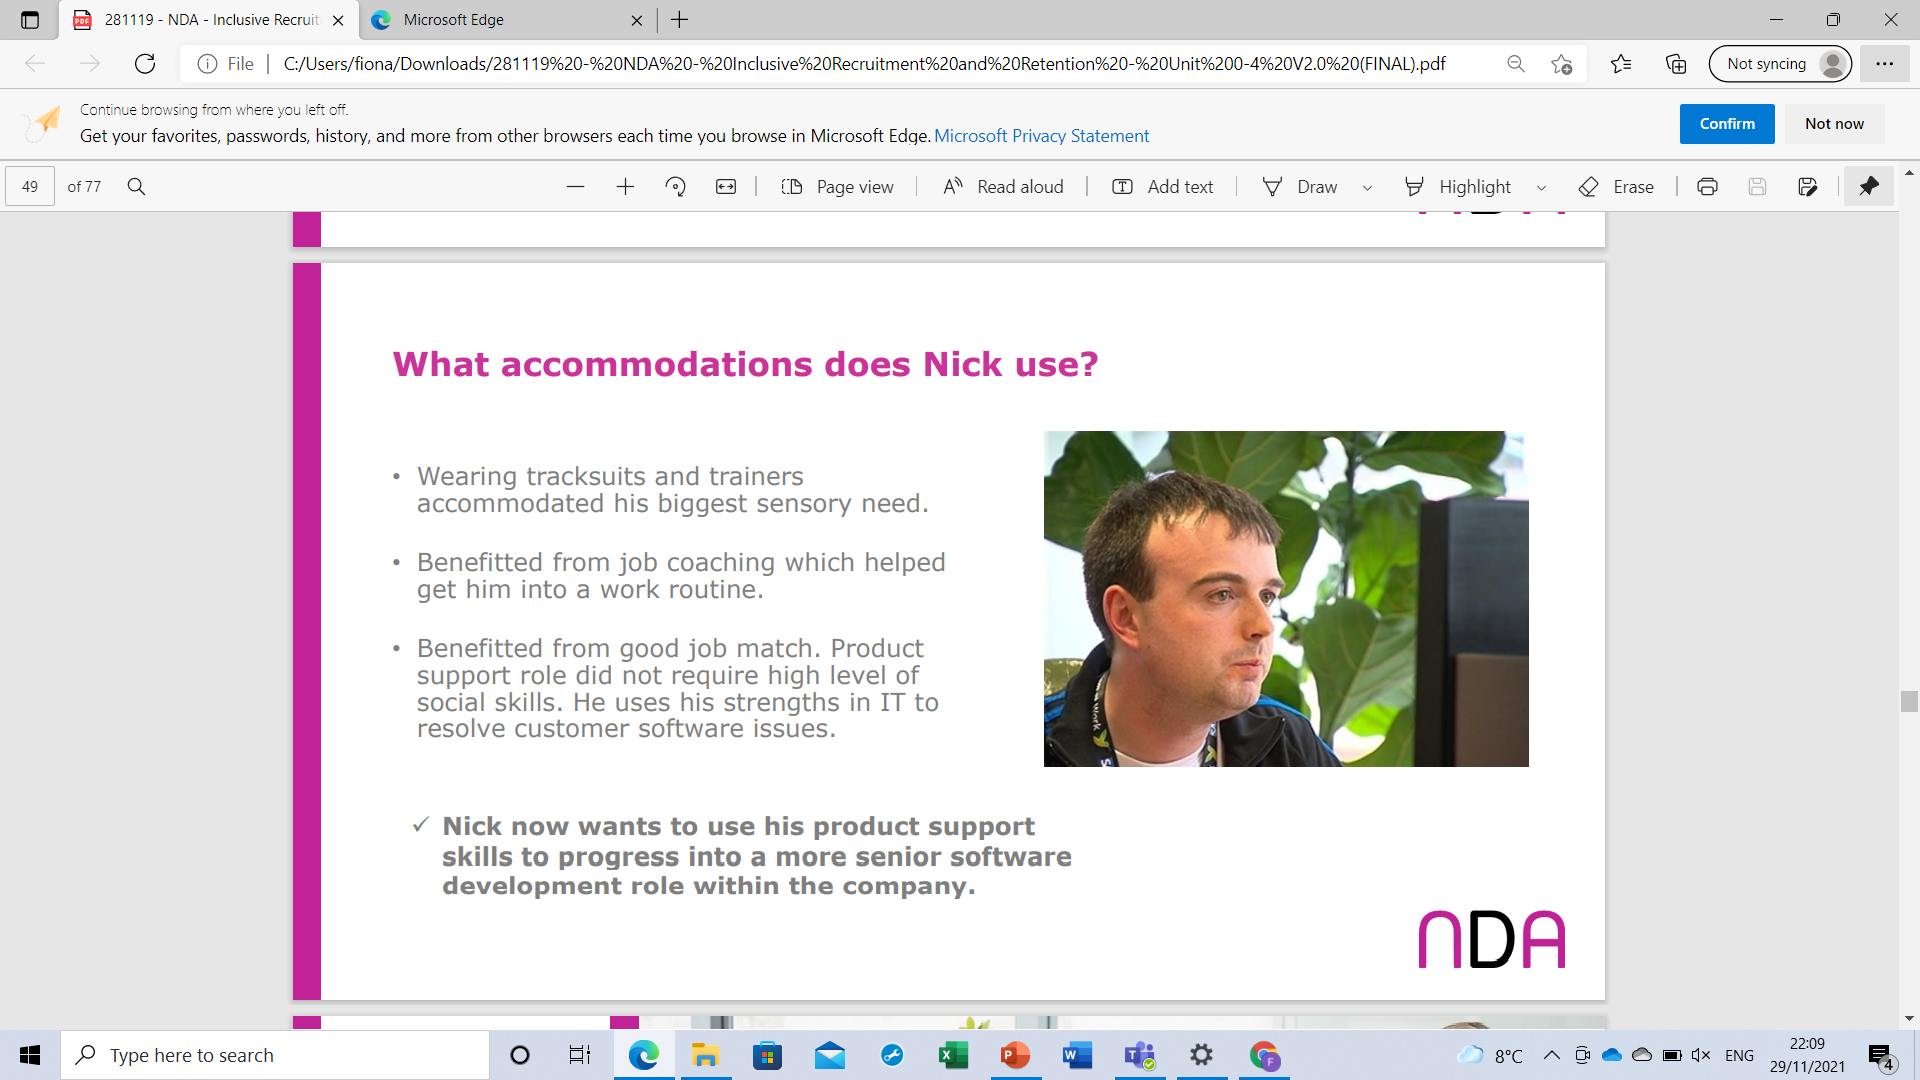 281119 - NDA - Inclusive Recruit
Microsoft Edge
File
C:/Users/fiona/Downloads/281119%20-%20NDA%20-%20Inclusive%20Recruitment%20and%20Retention%20-%20Unit%200-4%20V2.0%20(FINAL).pdf
Not syncing
Continue browsing from where you left off.
Get your favorites, passwords, history, and more from other browsers each time you browse in Microsoft Edge. Microsoft Privacy Statement
Confirm
Not now
49 of 77
Page view
Read aloud
Add text
Draw
Highlight
Erase
What accommodations does Nick use?
• Wearing tracksuits and trainers
accommodated his biggest sensory need.
• Benefitted from job coaching which helped
get him into a work routine.
• Benefitted from good job match. Product
support role did not require high level of
social skills. He uses his strengths in IT to
resolve customer software issues.
✓ Nick now wants to use his product support
skills to progress into a more senior software
development role within the company.
NDA
Type here to search
8°C
ENG
22:09
29/11/2021
4